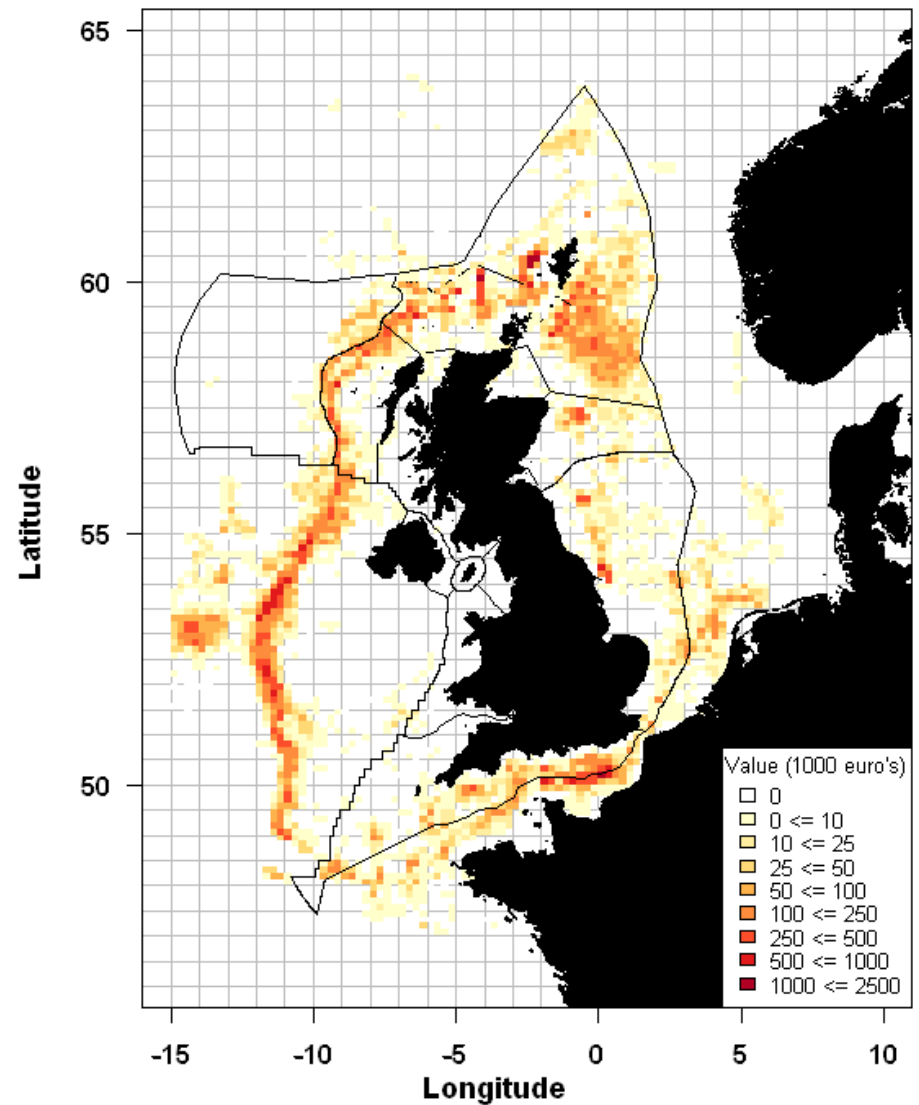 65
60
55
50
Latitude
Value (1000 euro's)
0
0 <= 10
10 <= 25
25 <= 50
50 <= 100
100 <= 250
250 <= 500
500 <= 1000
1000 <= 2500
-15 -10 -5 0 5 10
Longitude